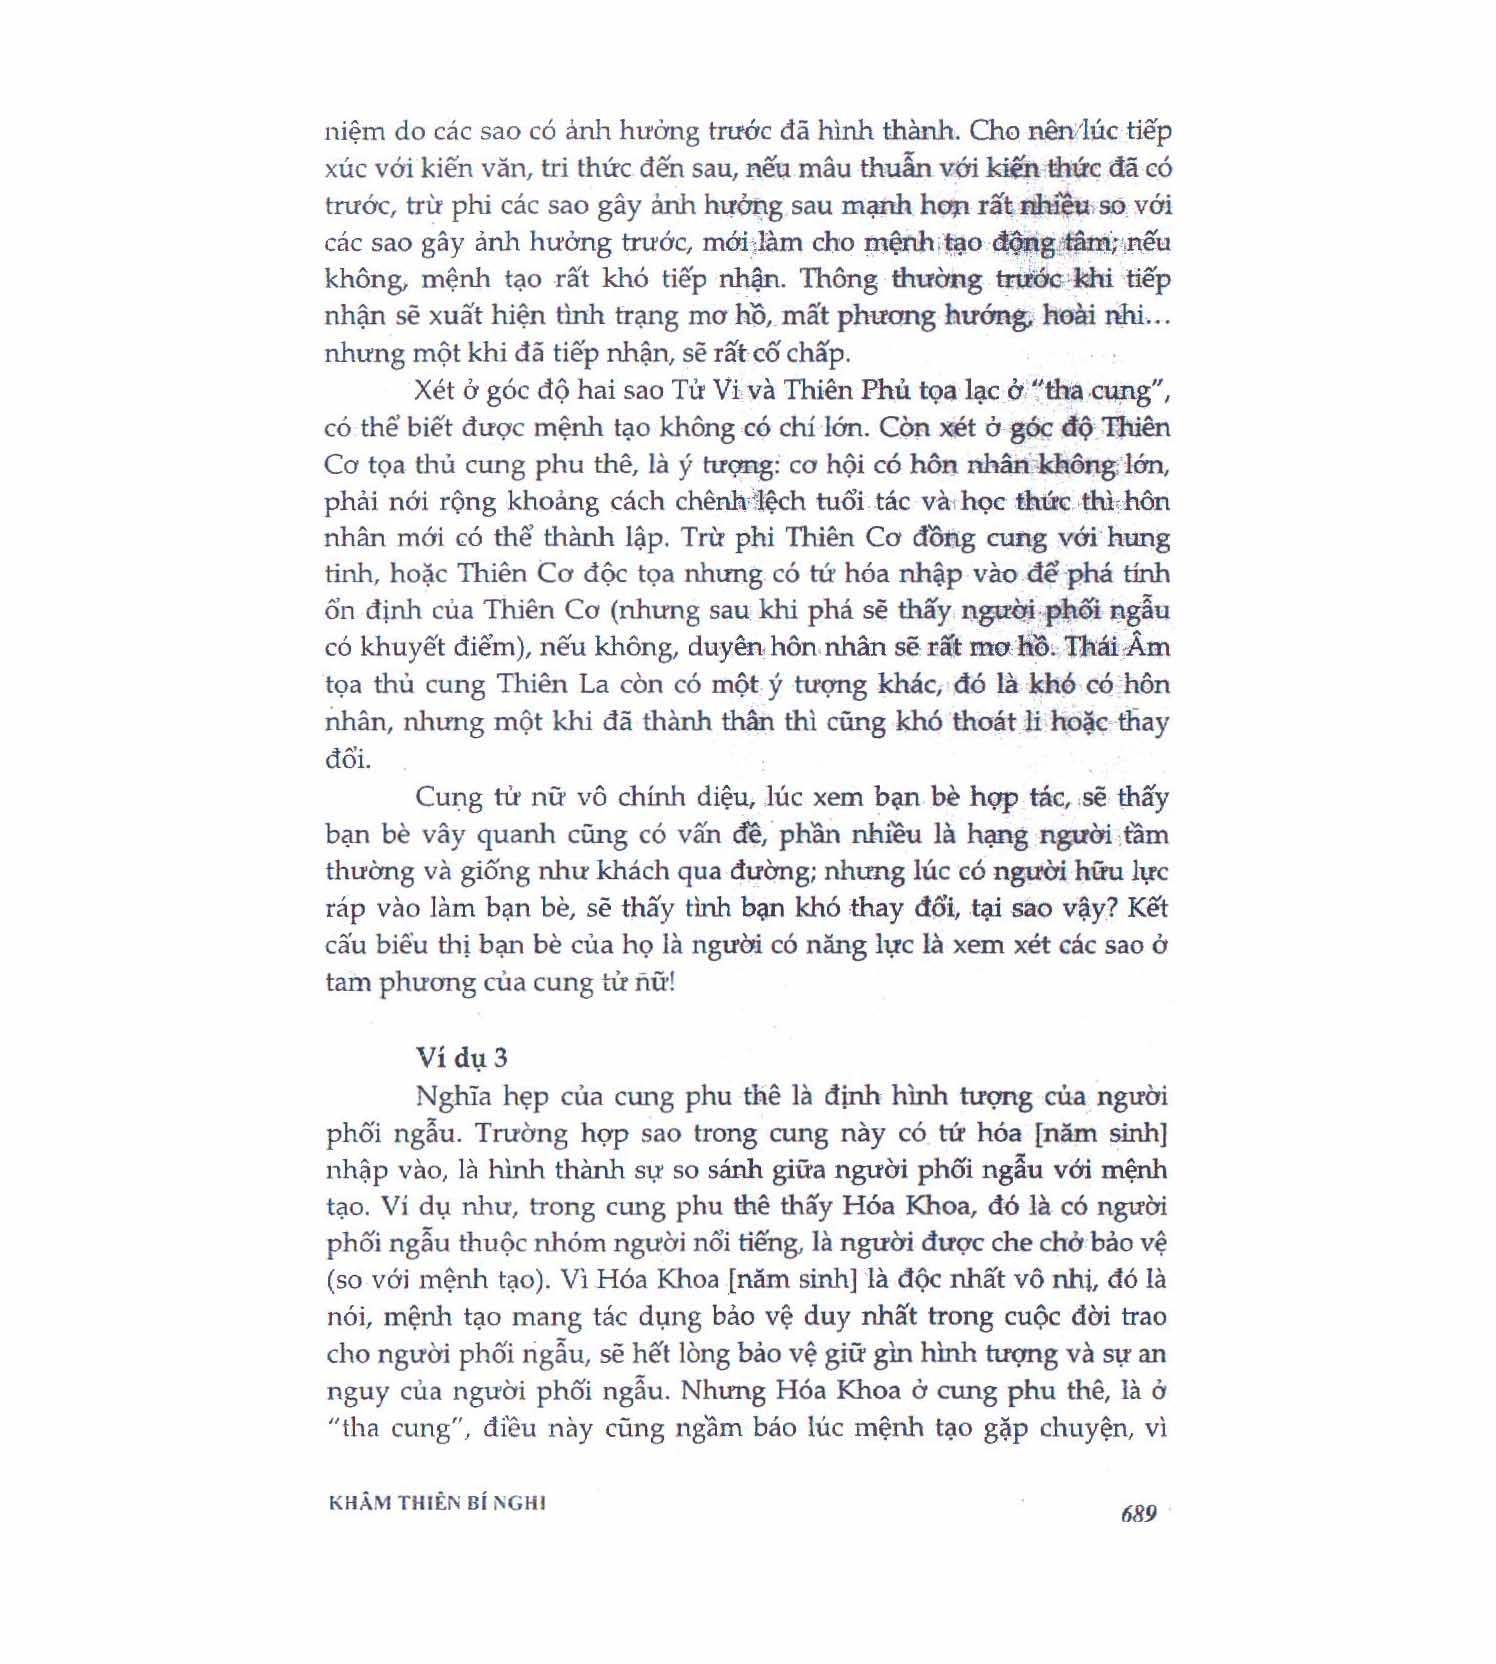 niệm do các sao có ảnh hưởng trước đã hình thành. Cho nên lúc tiếp
xúc với kiến văn, tri thức đến sau, nếu mâu thuẫn với kiến thức đã có
trước, trừ phi các sao gây ảnh hưởng sau mạnh hơn rất nhiều so với
các sao gây ảnh hưởng trước, mới làm cho mệnh tạo động tâm; nếu
không, mệnh tạo rất khó tiếp nhận. Thông thường trước khi tiếp
nhận sẽ xuất hiện tình trạng mơ hồ, mất phương hướng, hoài nhi...
nhưng một khi đã tiếp nhận, sẽ rất cố chấp.
Xét ở góc độ hai sao Tử Vi và Thiên Phủ tọa lạc ở "tha cung",
có thể biết được mệnh tạo không có chí lớn. Còn xét ở góc độ Thiên
Cơ tọa thủ cung phu thê, là ý tượng: cơ hội có hôn nhân không lớn,
phải nới rộng khoảng cách chênh lệch tuổi tác và học thức thì hôn
nhân mới có thể thành lập. Trừ phi Thiên Cơ đồng cung với hung
tinh, hoặc Thiên Cơ độc tọa nhưng có tứ hóa nhập vào để phá tính
ổn định của Thiên Cơ (nhưng sau khi phá sẽ thấy người phối ngẫu
có khuyết điểm), nếu không, duyên hôn nhân sẽ rất mơ hồ. Thái Âm
tọa thủ cung Thiên La còn có một ý tượng khác, đó là khó có hôn
nhân, nhưng một khi đã thành thân thì cũng khó thoát li hoặc thay
đổi.
Cung tử nữ vô chính diệu, lúc xem bạn bè hợp tác, sẽ thấy
bạn bè vây quanh cũng có vấn đề, phần nhiều là hạng người tầm
thường và giống như khách qua đường; nhưng lúc có người hữu lực
ráp vào làm bạn bè, sẽ thấy tình bạn khó thay đổi, tại sao vậy? Kết
cấu biểu thị bạn bè của họ là người có năng lực là xem xét các sao ở
tam phương của cung tử nữ!
Ví dụ 3
Nghĩa hẹp của cung phu thê là định hình tượng của người
phối ngẫu. Trường hợp sao trong cung này có tứ hóa [năm sinh]
nhập vào, là hình thành sự so sánh giữa người phối ngẫu với mệnh
tạo. Ví dụ như, trong cung phu thê thấy Hóa Khoa, đó là có người
phối ngẫu thuộc nhóm người nổi tiếng, là người được che chở bảo vệ
(so với mệnh tạo). Vì Hóa Khoa [năm sinh] là độc nhất vô nhị, đó là
nói, mệnh tạo mang tác dụng bảo vệ duy nhất trong cuộc đời trao
cho người phối ngẫu, sẽ hết lòng bảo vệ giữ gìn hình tượng và sự an
nguy của người phối ngẫu. Nhưng Hóa Khoa ở cung phu thê, là ở
"tha cung", điều này cũng ngầm báo lúc mệnh tạo gặp chuyện, vì
KHÂM THIÊN BÍ NGHI
689